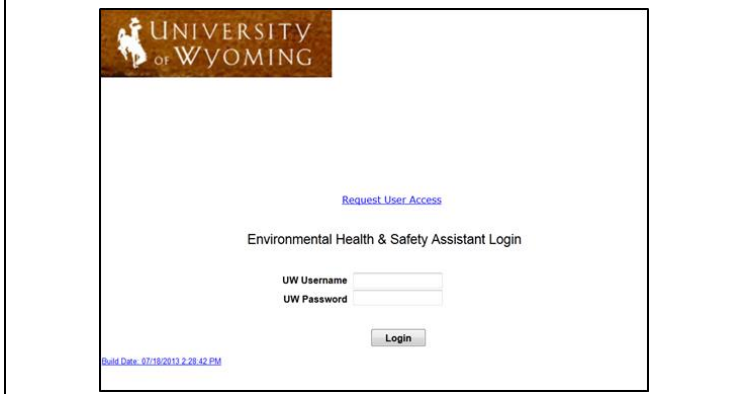 UNIVERSITY
OF WYOMING
Request User Access
Environmental Health & Safety Assistant Login
UW Username
UW Password
Login
Build Date: 07/18/2013 2:28:42 PM